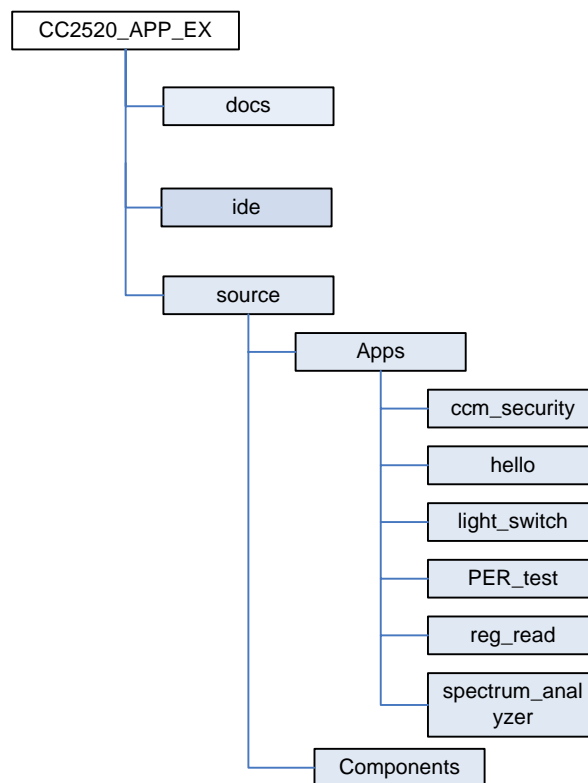 CC2520_APP_EX
docs
ide
source
Apps
ccm_security
hello
light_switch
PER_test
reg_read
spectrum_anal
yzer
Components